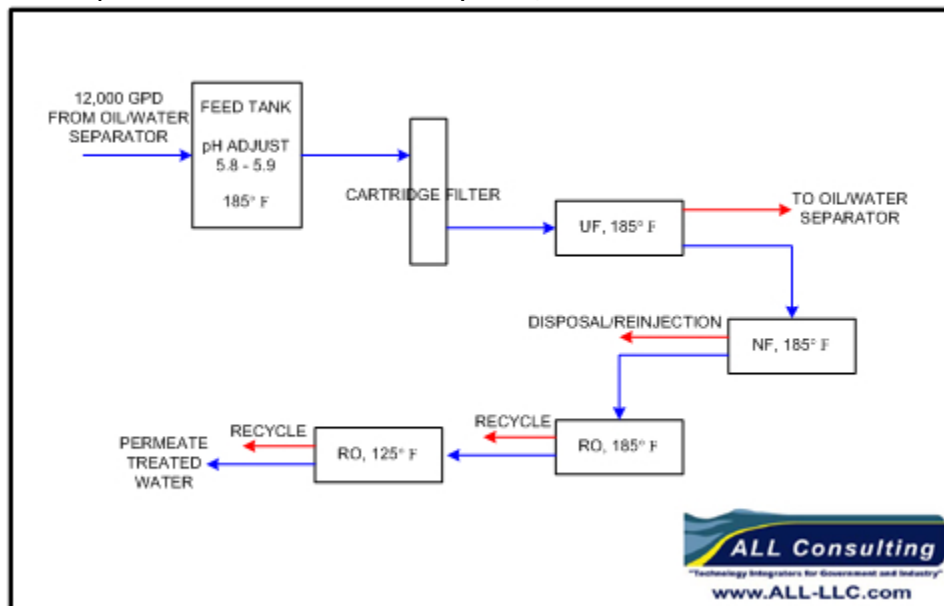 12,000 GPD
FROM OIL/WATER
SEPARATOR
FEED TANK
pH ADJUST
5.8 - 5.9
185° F
CARTRIDGE FILTER
UF, 185° F
TO OIL/WATER
SEPARATOR
DISPOSAL/REINJECTION
NF, 185° F
RECYCLE
RO, 185° F
RECYCLE
RO, 125° F
PERMEATE
TREATED
WATER
ALL Consulting
"Technology Integrators for Government and Industry"
www.ALL-LLC.com